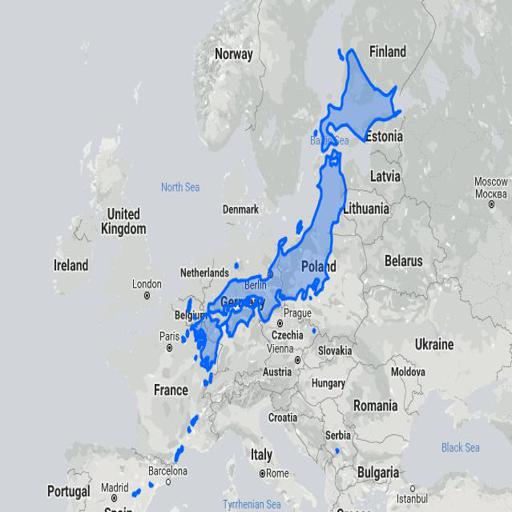 Norway
Finland
Baltic Sea
Estonia
North Sea
Latvia
Moscow
Москва
Denmark
Lithuania
United
Kingdom
Ireland
Netherlands
Poland
Belarus
London
Berlin
Germany
Belgium
Prague
Paris
Czechia
Ukraine
Vienna
Slovakia
Austria
Moldova
France
Hungary
Croatia
Romania
Serbia
Black Sea
Italy
Barcelona
Rome
Bulgaria
Portugal
Madrid
Istanbul
Tyrrhenian Sea